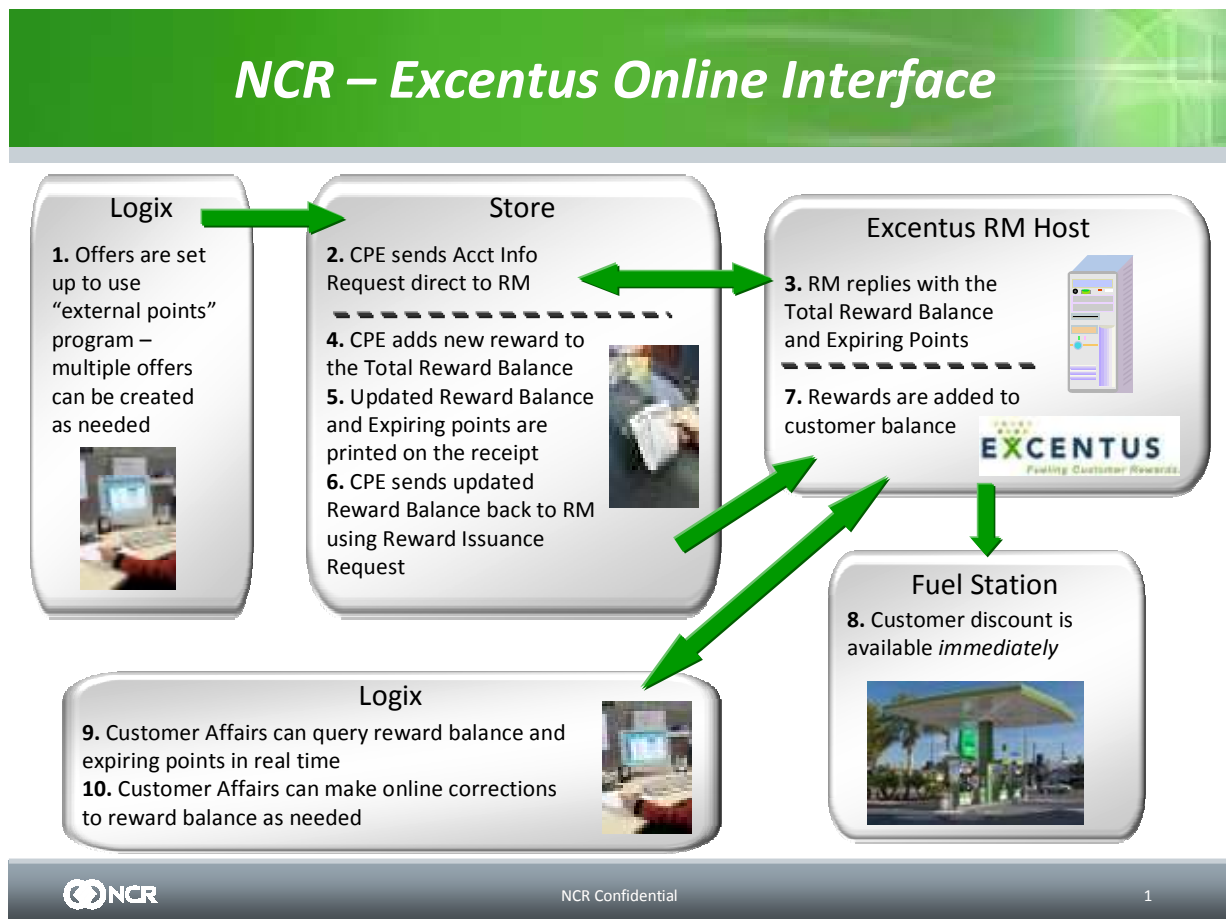 NCR – Excentus Online Interface
Logix
1. Offers are set
up to use
“external points”
program –
multiple offers
can be created
as needed
Store
2. CPE sends Acct Info
Request direct to RM
4. CPE adds new reward to
the Total Reward Balance
5. Updated Reward Balance
and Expiring points are
printed on the receipt
6. CPE sends updated
Reward Balance back to RM
using Reward Issuance
Request
Excentus RM Host
3. RM replies with the
Total Reward Balance
and Expiring Points
7. Rewards are added to
customer balance
EXCENTUS
Fueling Customer Rewards.
Fuel Station
8. Customer discount is
available immediately
Logix
9. Customer Affairs can query reward balance and
expiring points in real time
10. Customer Affairs can make online corrections
to reward balance as needed
NCR
NCR Confidential
1